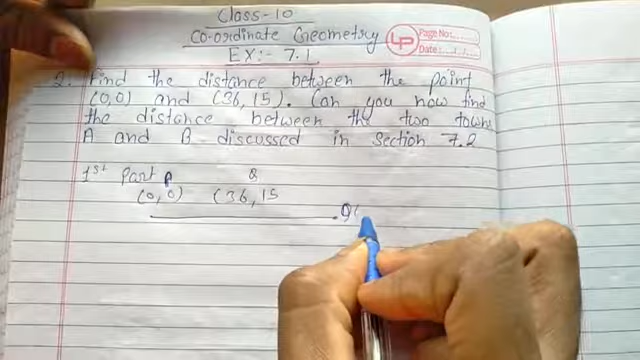 Class-10
Co-ordinate Geometry
EX:- 7.1
LP Page No:
Date: / /
2. Find the distance between the point
(0,0) and (36,15). Can you now find
the distance between the two towns
A and B discussed in Section 7.2
1st Part P &
(0,0) (36,15
Q(